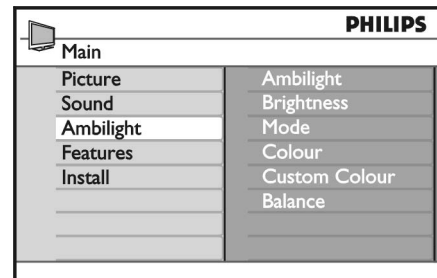 PHILIPS
Main
Picture
Sound
Ambilight
Features
Install
Ambilight
Brightness
Mode
Colour
Custom Colour
Balance